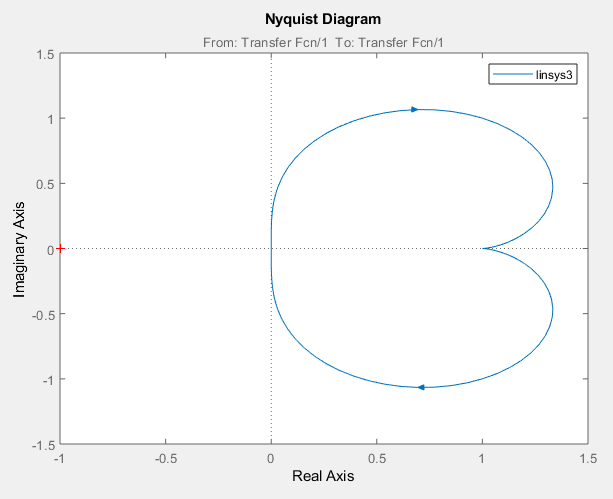 Nyquist Diagram
From: Transfer Fcn/1 To: Transfer Fcn/1
linsys3
1.5
1
0.5
0
-0.5
-1
-1.5
Imaginary Axis
-1
-0.5
0
0.5
1
1.5
Real Axis